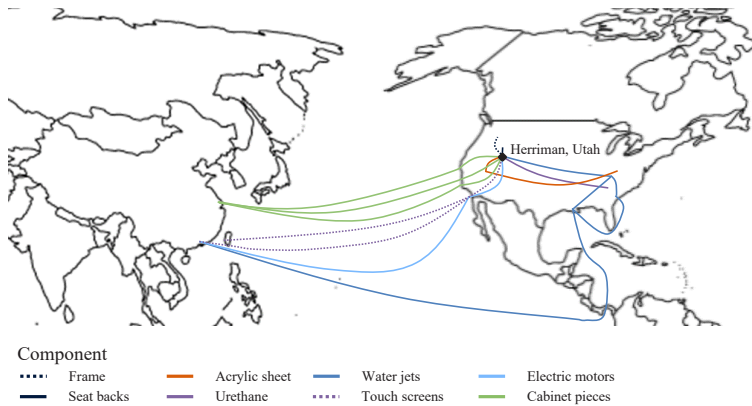 Herriman, Utah
Component
Frame Acrylic sheet Water jets Electric motors
Seat backs Urethane Touch screens Cabinet pieces